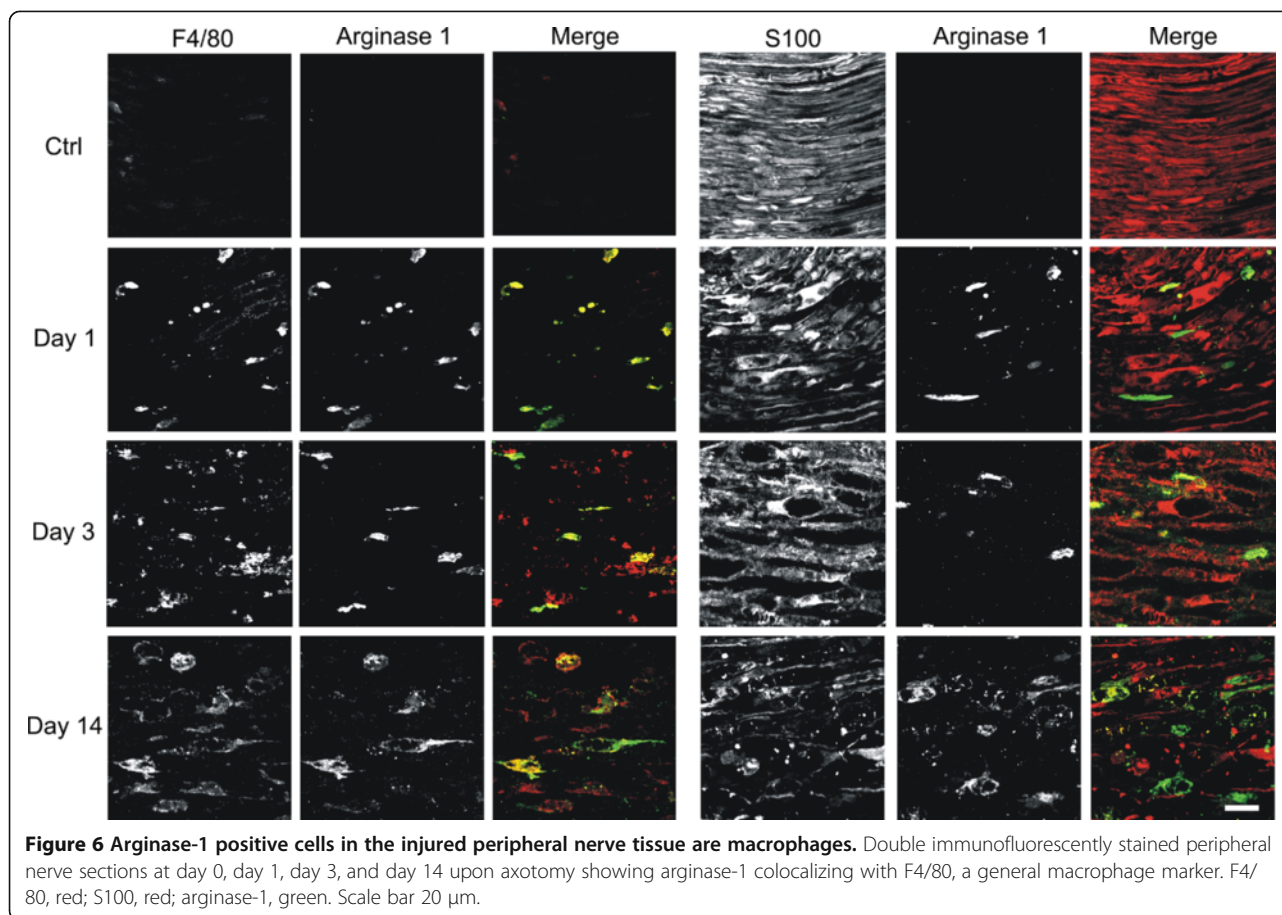 F4/80 Arginase 1 Merge S100 Arginase 1 Merge
Ctrl
Day 1
Day 3
Day 14
Figure 6 Arginase-1 positive cells in the injured peripheral nerve tissue are macrophages. Double immunofluorescently stained peripheral
nerve sections at day 0, day 1, day 3, and day 14 upon axotomy showing arginase-1 colocalizing with F4/80, a general macrophage marker. F4/
80, red; S100, red; arginase-1, green. Scale bar 20 μm.